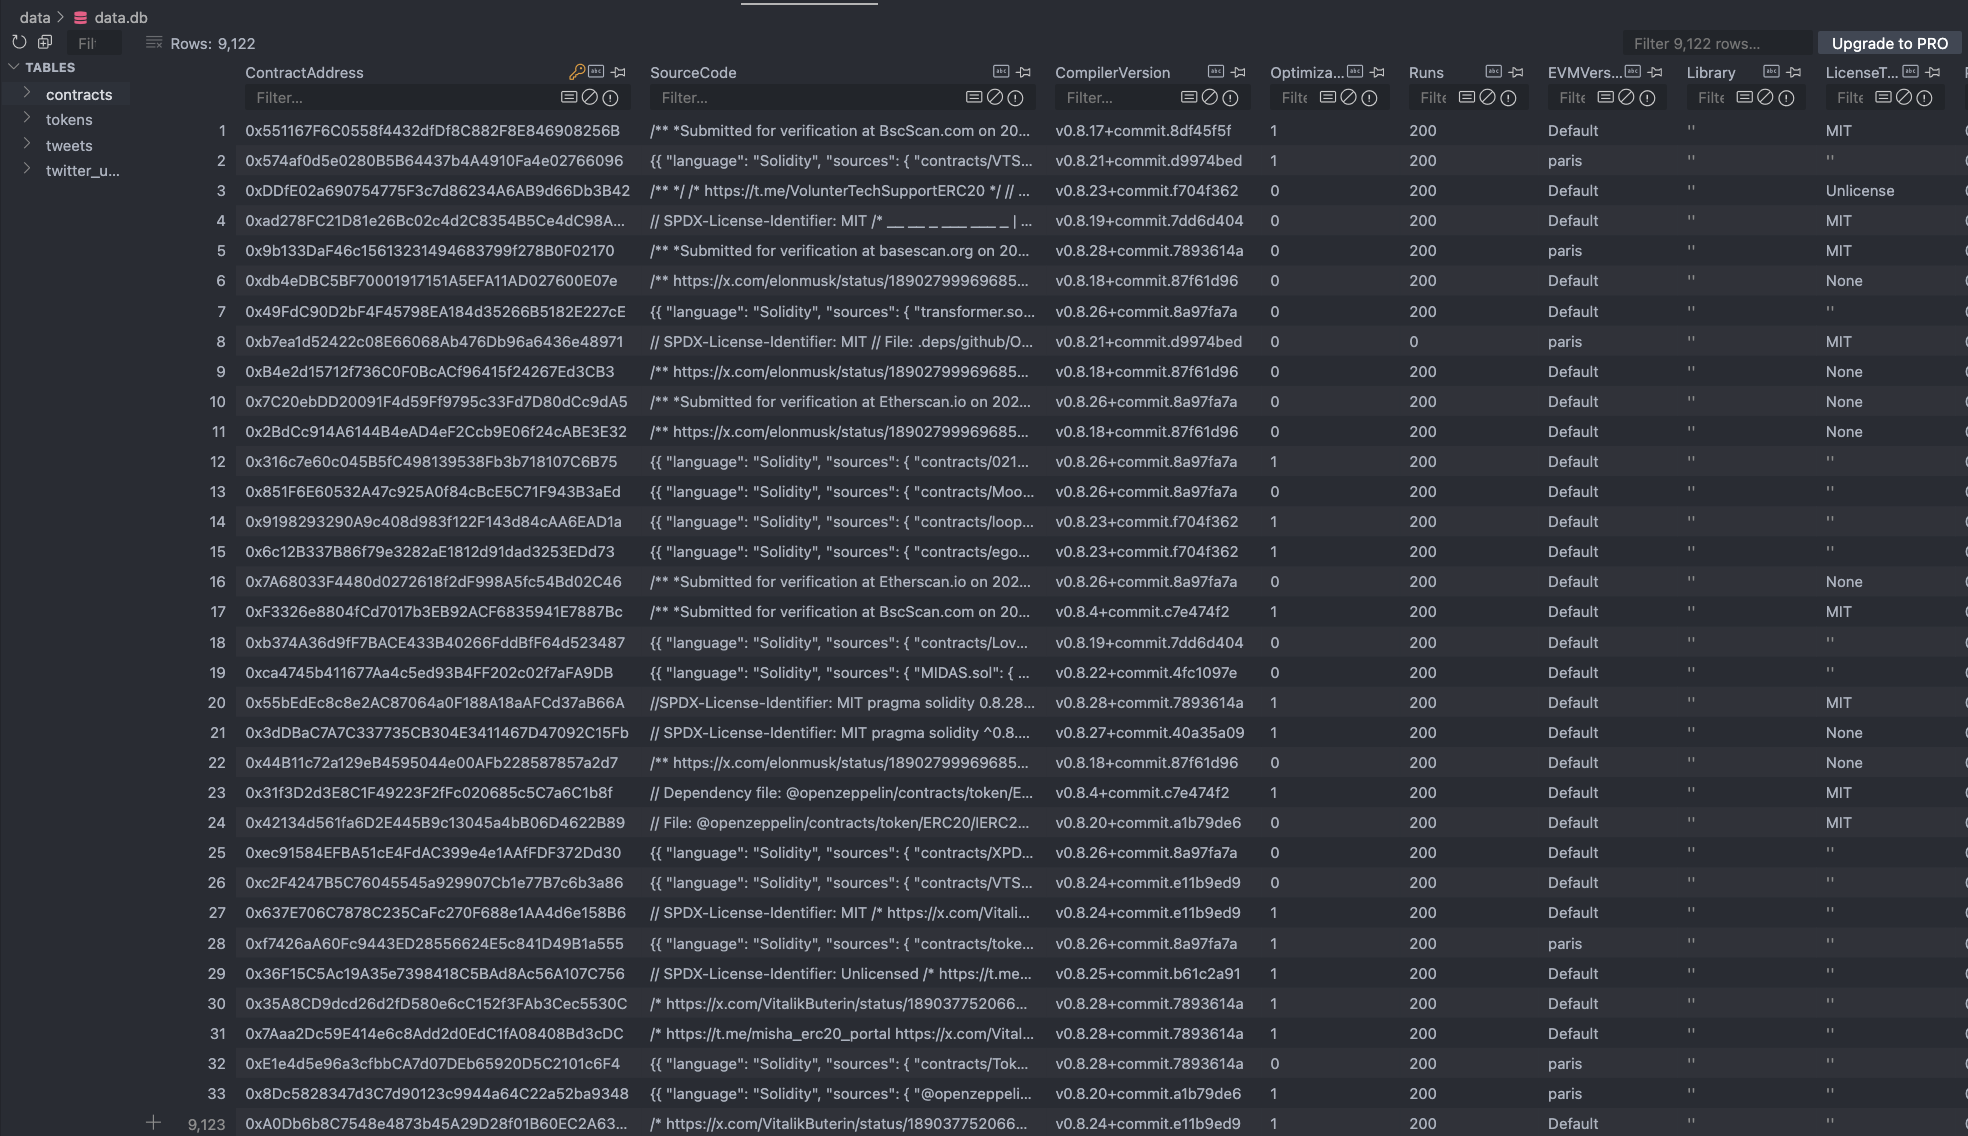 data > data.db
Fil Rows: 9,122 Filter 9,122 rows... Upgrade to PRO
TABLES
contracts
tokens
tweets
twitter_u...
ContractAddress SourceCode CompilerVersion Optimiza... Runs EVMVers... Library LicenseT...
Filter... Filter... Filter... Filte Filte Filte Filte Filte
1 0x551167F6C0558f4432dfDf8C882F8E846908256B /** *Submitted for verification at BscScan.com on 20... v0.8.17+commit.8df45f5f 1 200 Default '' MIT
2 0x574af0d5e0280B5B64437b4A4910Fa4e02766096 {{ "language": "Solidity", "sources": { "contracts/VTS... v0.8.21+commit.d9974bed 1 200 paris '' ''
3 0xDDfE02a690754775F3c7d86234A6AB9d66Db3B42 /** */ /* https://t.me/VolunterTechSupportERC20 */ // ... v0.8.23+commit.f704f362 0 200 Default '' Unlicense
4 0xad278FC21D81e26Bc02c4d2C8354B5Ce4dC98A... // SPDX-License-Identifier: MIT /* __ __ _ ___ ___ _ | ... v0.8.19+commit.7dd6d404 0 200 Default '' MIT
5 0x9b133DaF46c15613231494683799f278B0F02170 /** *Submitted for verification at basescan.org on 20... v0.8.28+commit.7893614a 0 200 paris '' MIT
6 0xdb4eDBC5BF70001917151A5EFA11AD027600E07e /** https://x.com/elonmusk/status/18902799969685... v0.8.18+commit.87f61d96 0 200 Default '' None
7 0x49FdC90D2bF4F45798EA184d35266B5182E227cE {{ "language": "Solidity", "sources": { "transformer.so... v0.8.26+commit.8a97fa7a 0 200 Default '' ''
8 0xb7ea1d52422c08E66068Ab476Db96a6436e48971 // SPDX-License-Identifier: MIT // File: .deps/github/O... v0.8.21+commit.d9974bed 0 0 paris '' MIT
9 0xB4e2d15712f736C0F0BcACf96415f24267Ed3CB3 /** https://x.com/elonmusk/status/18902799969685... v0.8.18+commit.87f61d96 0 200 Default '' None
10 0x7C20ebDD20091F4d59Ff9795c33Fd7D80dCc9dA5 /** *Submitted for verification at Etherscan.io on 202... v0.8.26+commit.8a97fa7a 0 200 Default '' None
11 0x2BdCc914A6144B4eAD4eF2Ccb9E06f24cABE3E32 /** https://x.com/elonmusk/status/18902799969685... v0.8.18+commit.87f61d96 0 200 Default '' None
12 0x316c7e60c045B5fC498139538Fb3b718107C6B75 {{ "language": "Solidity", "sources": { "contracts/021... v0.8.26+commit.8a97fa7a 1 200 Default '' ''
13 0x851F6E60532A47c925A0f84cBcE5C71F943B3aEd {{ "language": "Solidity", "sources": { "contracts/Moo... v0.8.26+commit.8a97fa7a 0 200 Default '' ''
14 0x9198293290A9c408d983f122F143d84cAA6EAD1a {{ "language": "Solidity", "sources": { "contracts/loop... v0.8.23+commit.f704f362 1 200 Default '' ''
15 0x6c12B337B86f79e3282aE1812d91dad3253EDd73 {{ "language": "Solidity", "sources": { "contracts/ego... v0.8.23+commit.f704f362 1 200 Default '' ''
16 0x7A68033F4480d0272618f2dF998A5fc54Bd02C46 /** *Submitted for verification at Etherscan.io on 202... v0.8.26+commit.8a97fa7a 0 200 Default '' None
17 0xF3326e8804fCd7017b3EB92ACF6835941E7887Bc /** *Submitted for verification at BscScan.com on 20... v0.8.4+commit.c7e474f2 1 200 Default '' MIT
18 0xb374A36d9fF7BACE433B40266FddBfF64d523487 {{ "language": "Solidity", "sources": { "contracts/Lov... v0.8.19+commit.7dd6d404 0 200 Default '' ''
19 0xca4745b411677Aa4c5ed93B4FF202c02f7aFA9DB {{ "language": "Solidity", "sources": { "MIDAS.sol": { ... v0.8.22+commit.4fc1097e 0 200 Default '' ''
20 0x55bEdEc8c8e2AC87064a0F188A18aAFCd37aB66A //SPDX-License-Identifier: MIT pragma solidity 0.8.28... v0.8.28+commit.7893614a 1 200 Default '' MIT
21 0x3dDBaC7A7C337735CB304E3411467D47092C15Fb // SPDX-License-Identifier: MIT pragma solidity ^0.8.... v0.8.27+commit.40a35a09 1 200 Default '' None
22 0x44B11c72a129eB4595044e00AFb228587857a2d7 /** https://x.com/elonmusk/status/18902799969685... v0.8.18+commit.87f61d96 0 200 Default '' None
23 0x31f3D2d3E8C1F49223F2fFc020685c5C7a6C1b8f // Dependency file: @openzeppelin/contracts/token/E... v0.8.4+commit.c7e474f2 1 200 Default '' MIT
24 0x42134d561fa6D2E445B9c13045a4bB06D4622B89 // File: @openzeppelin/contracts/token/ERC20/IERC2... v0.8.20+commit.a1b79de6 0 200 Default '' MIT
25 0xec91584EFBA51cE4FdAC399e4e1AAfFDF372Dd30 {{ "language": "Solidity", "sources": { "contracts/XPD... v0.8.26+commit.8a97fa7a 0 200 Default '' ''
26 0xc2F4247B5C76045545a929907Cb1e77B7c6b3a86 {{ "language": "Solidity", "sources": { "contracts/VTS... v0.8.24+commit.e11b9ed9 0 200 Default '' ''
27 0x637E706C7878C235CaFc270F688e1AA4d6e158B6 // SPDX-License-Identifier: MIT /* https://x.com/Vitali... v0.8.24+commit.e11b9ed9 1 200 Default '' ''
28 0xf7426aA60Fc9443ED28556624E5c841D49B1a555 {{ "language": "Solidity", "sources": { "contracts/toke... v0.8.26+commit.8a97fa7a 1 200 paris '' ''
29 0x36F15C5Ac19A35e7398418C5BAd8Ac56A107C756 // SPDX-License-Identifier: Unlicensed /* https://t.me... v0.8.25+commit.b61c2a91 1 200 Default '' ''
30 0x35A8CD9dcd26d2fD580e6cC152f3FAb3Cec5530C /* https://x.com/VitalikButerin/status/189037752066... v0.8.28+commit.7893614a 1 200 Default '' ''
31 0x7Aaa2Dc59E414e6c8Add2d0EdC1fA08408Bd3cDC /* https://t.me/misha_erc20_portal https://x.com/Vital... v0.8.28+commit.7893614a 1 200 Default '' ''
32 0xE1e4d5e96a3cfbbCA7d07DEb65920D5C2101c6F4 {{ "language": "Solidity", "sources": { "contracts/Tok... v0.8.28+commit.7893614a 0 200 paris '' ''
33 0x8Dc5828347d3C7d90123c9944a64C22a52ba9348 {{ "language": "Solidity", "sources": { "@openzeppeli... v0.8.20+commit.a1b79de6 1 200 paris '' ''
9,123 0xA0Db6b8C7548e4873b45A29D28f01B60EC2A63... /* https://x.com/VitalikButerin/status/189037752066... v0.8.24+commit.e11b9ed9 1 200 Default '' ''